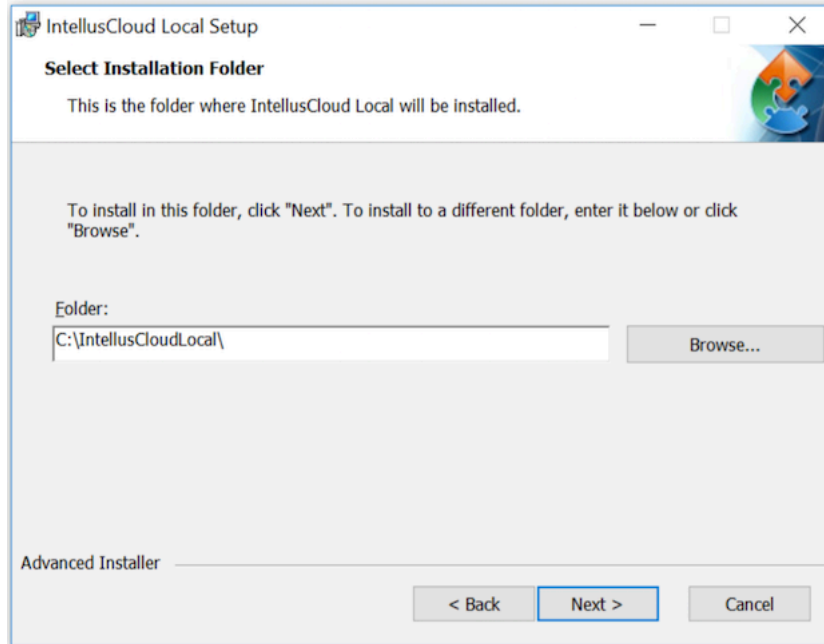 IntellusCloud Local Setup
Select Installation Folder
This is the folder where IntellusCloud Local will be installed.
To install in this folder, click "Next". To install to a different folder, enter it below or click
"Browse".
Folder:
C:\IntellusCloudLocal\
Browse...
Advanced Installer
< Back
Next >
Cancel